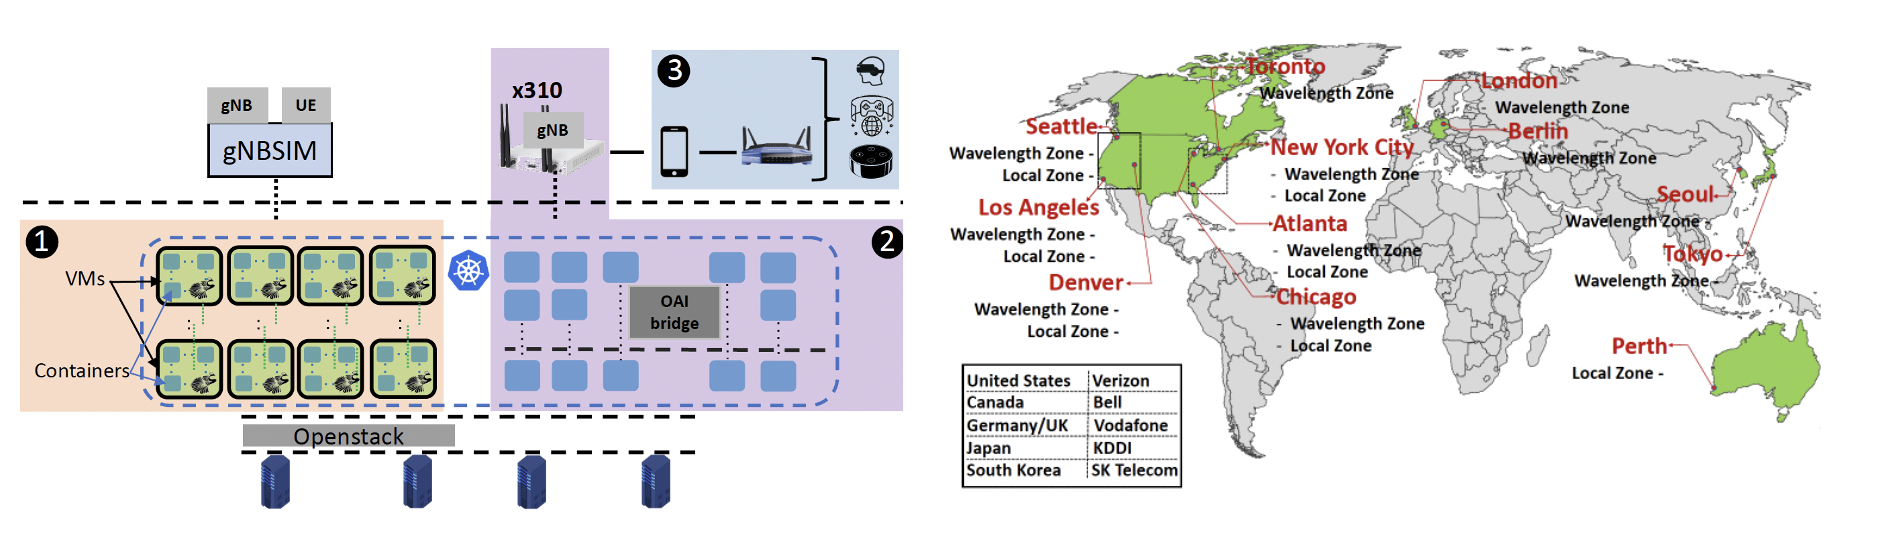 gNB
UE
gNBSIM
x310
gNB
3
1
2
VMs
Containers
OAI
bridge
Openstack
Toronto
Wavelength Zone
London
Wavelength Zone
Seattle
Wavelength Zone -
Local Zone -
Berlin
Wavelength Zone
New York City
- Wavelength Zone
- Local Zone
Los Angeles
Wavelength Zone -
Local Zone -
Seoul
Wavelength Zone -
Atlanta
- Wavelength Zone
- Local Zone
Tokyo
Wavelength Zone -
Denver
Wavelength Zone -
Local Zone -
Chicago
- Wavelength Zone
- Local Zone
Perth
Local Zone -
United States Verizon
Canada Bell
Germany/UK Vodafone
Japan KDDI
South Korea SK Telecom